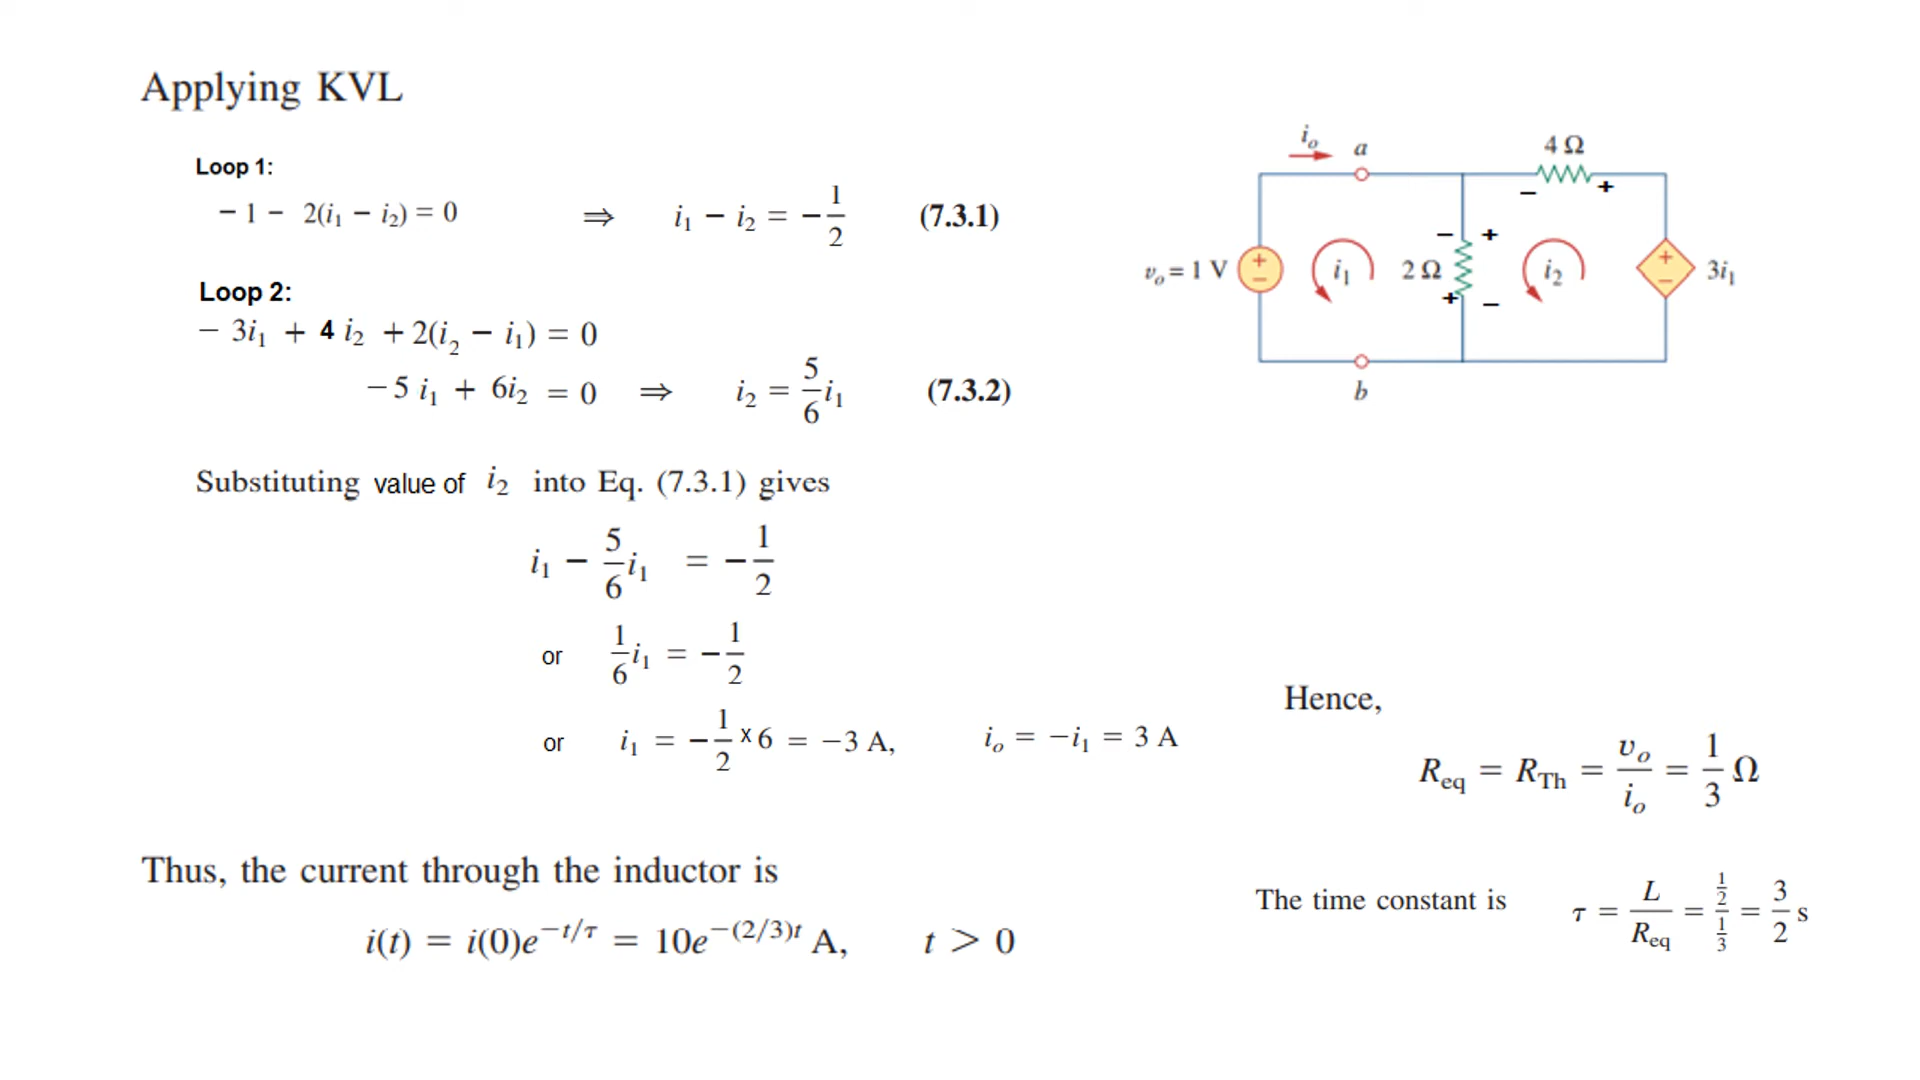 Applying KVL
Loop 1:
− 1 − 2(i₁ − i₂) = 0 ⇒ i₁ − i₂ = −1/2 (7.3.1)
Loop 2:
− 3i₁ + 4 i₂ + 2(i₂ − i₁) = 0
− 5 i₁ + 6i₂ = 0 ⇒ i₂ = 5/6 i₁ (7.3.2)
Substituting value of i₂ into Eq. (7.3.1) gives
i₁ − 5/6 i₁ = −1/2
or 1/6 i₁ = −1/2
or i₁ = −1/2 x 6 = −3 A, iₒ = −i₁ = 3 A
Thus, the current through the inductor is
i(t) = i(0)e^(−t/τ) = 10e^(−(2/3)t) A, t > 0
iₒ a 4 Ω
− +
− +
vₒ = 1 V + − i₁ 2 Ω i₂ + − 3i₁
+ −
b
Hence,
R_eq = R_Th = vₒ/iₒ = 1/3 Ω
The time constant is τ = L/R_eq = (1/2)/(1/3) = 3/2 s